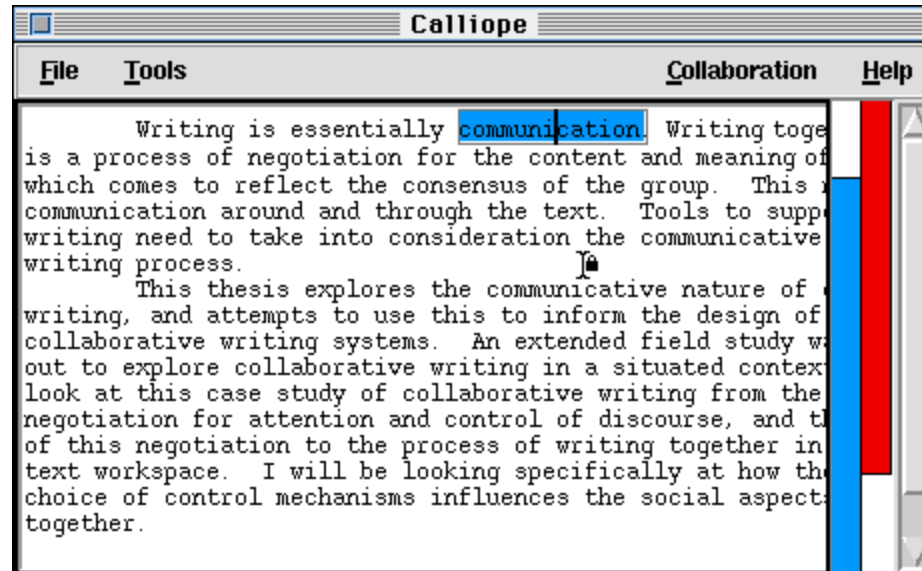 Calliope
File Tools Collaboration Help
Writing is essentially communication. Writing
is a process of negotiation for the content and meaning of
which comes to reflect the consensus of the group. This
communication around and through the text. Tools to
writing need to take into consideration the communicative
writing process.
This thesis explores the communicative nature of
writing, and attempts to use this to inform the design of
collaborative writing systems. An extended field study
out to explore collaborative writing in a situated
look at this case study of collaborative writing from the
negotiation for attention and control of discourse, and
of this negotiation to the process of writing together in
text workspace. I will be looking specifically at how
choice of control mechanisms influences the social
together.